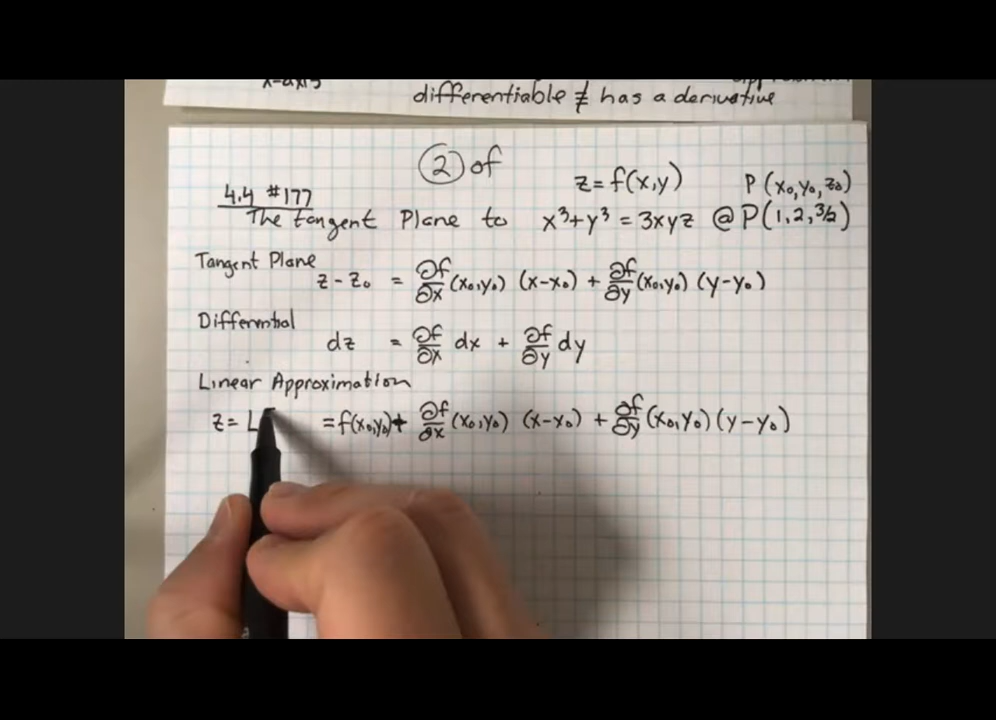 differentiable ≠ has a derivative
② of
z = f(x,y) P(x₀,y₀,z₀)
4.4 #177
The tangent Plane to x³+y³ = 3xyz @ P(1,2,3/2)
Tangent Plane
z - z₀ = ∂f/∂x (x₀,y₀) (x-x₀) + ∂f/∂y (x₀,y₀) (y-y₀)
Differential
dz = ∂f/∂x dx + ∂f/∂y dy
Linear Approximation
z = L = f(x₀,y₀) + ∂f/∂x (x₀,y₀) (x-x₀) + ∂f/∂y (x₀,y₀) (y-y₀)